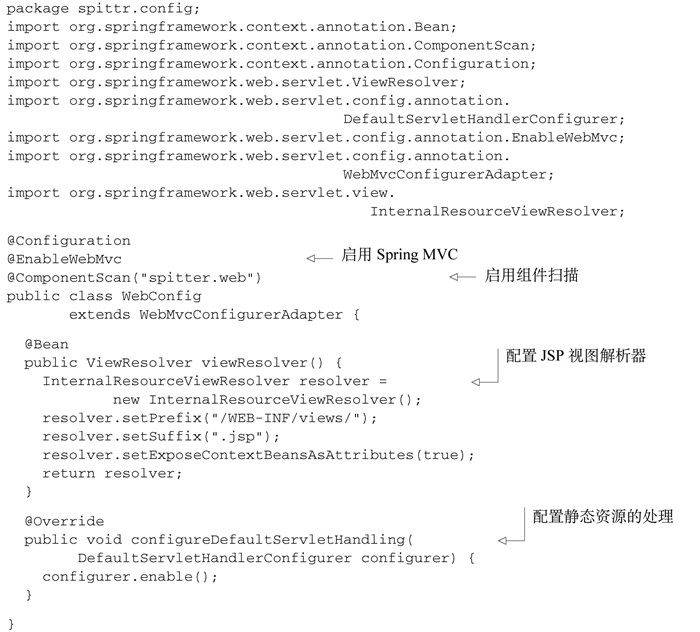 package spittr.config;
import org.springframework.context.annotation.Bean;
import org.springframework.context.annotation.ComponentScan;
import org.springframework.context.annotation.Configuration;
import org.springframework.web.servlet.ViewResolver;
import org.springframework.web.servlet.config.annotation.
DefaultServletHandlerConfigurer;
import org.springframework.web.servlet.config.annotation.EnableWebMvc;
import org.springframework.web.servlet.config.annotation.
WebMvcConfigurerAdapter;
import org.springframework.web.servlet.view.
InternalResourceViewResolver;
@Configuration
@EnableWebMvc 启用 Spring MVC
@ComponentScan("spitter.web") 启用组件扫描
public class WebConfig
extends WebMvcConfigurerAdapter {
@Bean
public ViewResolver viewResolver() { 配置 JSP 视图解析器
InternalResourceViewResolver resolver =
new InternalResourceViewResolver();
resolver.setPrefix("/WEB-INF/views/");
resolver.setSuffix(".jsp");
resolver.setExposeContextBeansAsAttributes(true);
return resolver;
}
@Override 配置静态资源的处理
public void configureDefaultServletHandling(
DefaultServletHandlerConfigurer configurer) {
configurer.enable();
}
}